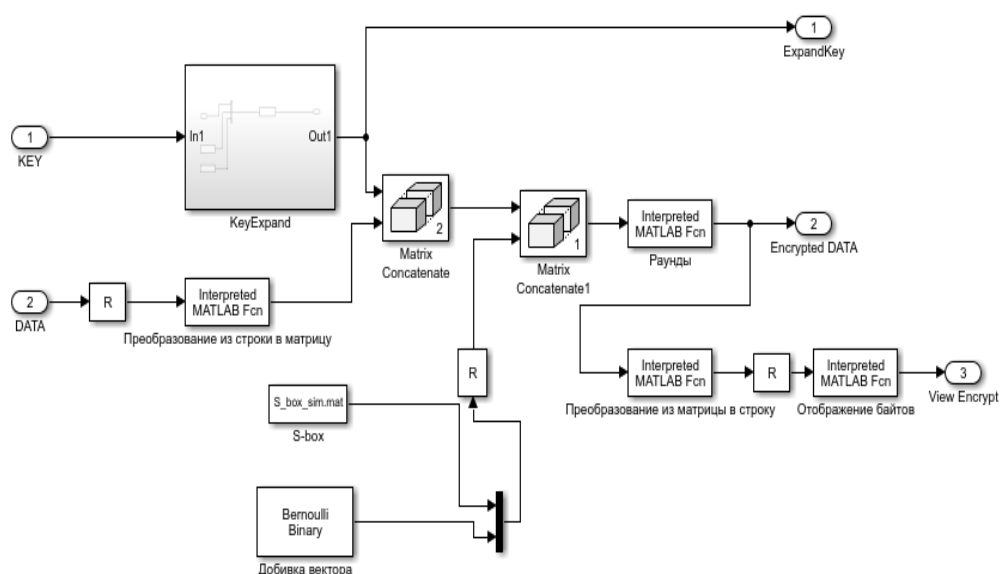 1
ExpandKey
1
KEY
In1
Out1
KeyExpand
2
Matrix
Concatenate
1
Matrix
Concatenate1
Interpreted
MATLAB Fcn
Раунды
2
Encrypted DATA
2
DATA
R
Interpreted
MATLAB Fcn
Преобразование из строки в матрицу
R
S_box_sim.mat
S-box
Interpreted
MATLAB Fcn
Преобразование из матрицы в строку
R
Interpreted
MATLAB Fcn
Отображение байтов
3
View Encrypt
Bernoulli
Binary
Добивка вектора